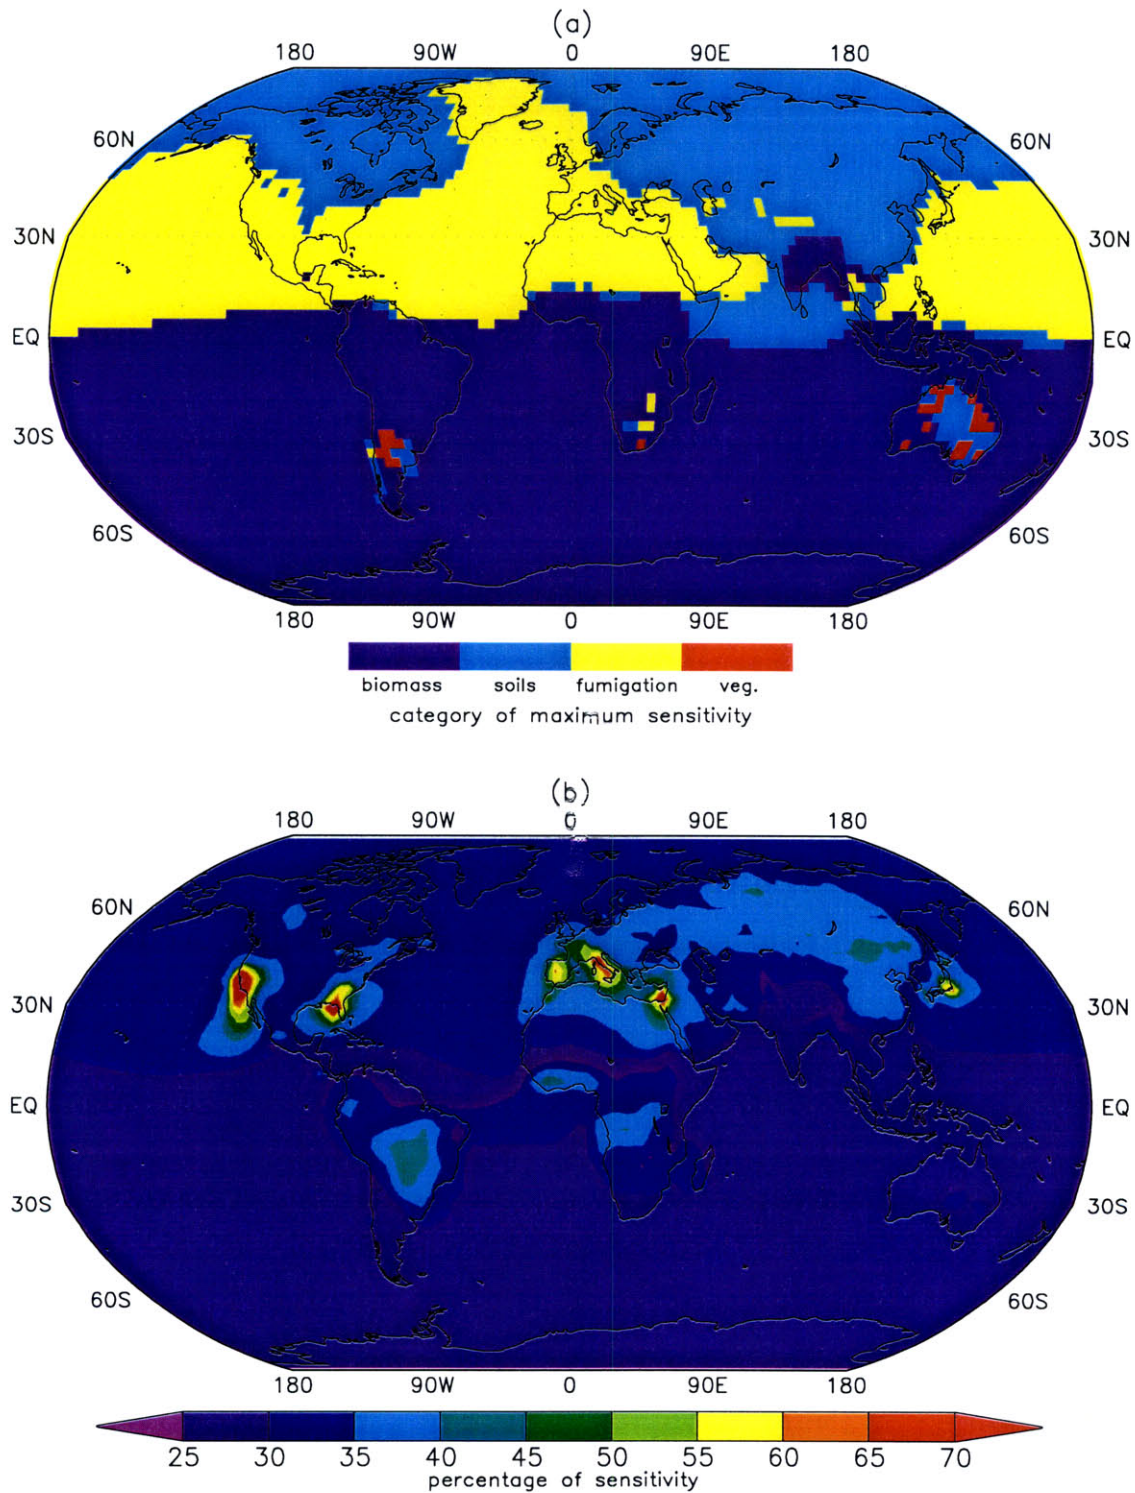 (a)
180 90W 0 90E 180
60N 60N
30N 30N
EQ EQ
30S 30S
60S 60S
180 90W 0 90E 180
biomass soils fumigation veg.
category of maximum sensitivity
(b)
180 90W 0 90E 180
60N 60N
30N 30N
EQ EQ
30S 30S
60S 60S
180 90W 0 90E 180
25 30 35 40 45 50 55 60 65 70
percentage of sensitivity